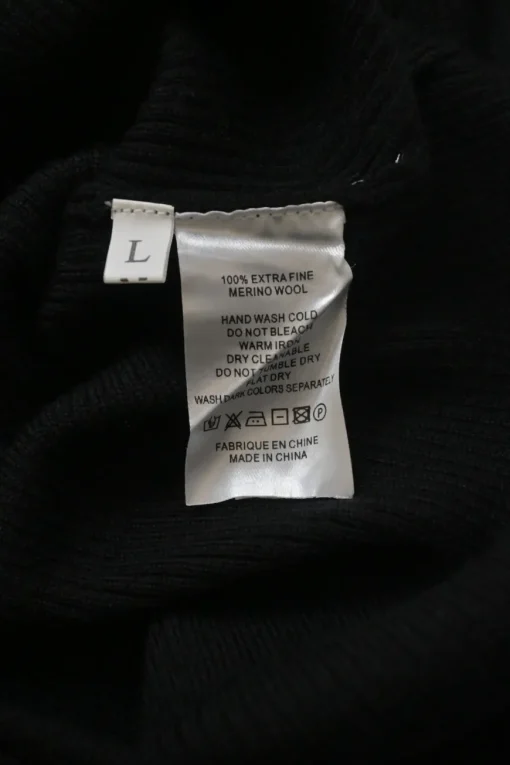 L
100% EXTRA FINE
MERINO WOOL
HAND WASH COLD
DO NOT BLEACH
WARM IRON
DRY CLEANABLE
DO NOT TUMBLE DRY
FLAT DRY
WASH DARK COLORS SEPARATELY
P
FABRIQUE EN CHINE
MADE IN CHINA